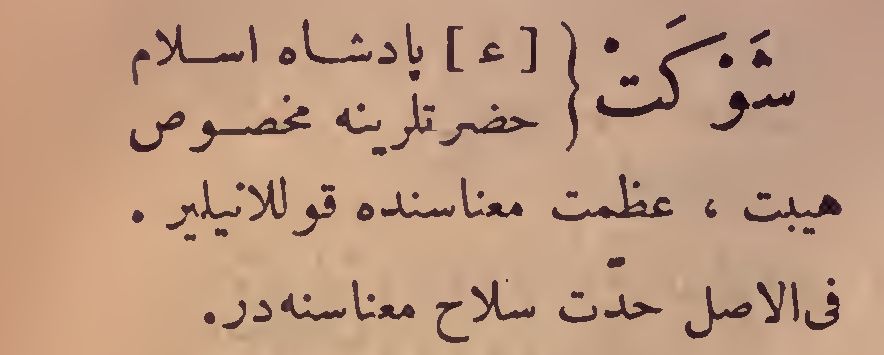 شَوْكَتْ } [ ء ] پادشاه اسلام
حضرتلرينه مخصوص
هيبت ، عظمت معناسنده قوللانيلير .
فى‌الاصل حدّت سلاح معناسنه‌در .